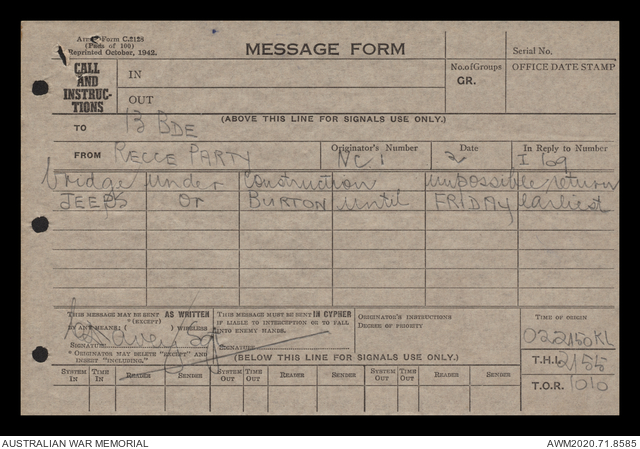 Army Form C.2128
(Pads of 100)
Reprinted October, 1942.
MESSAGE FORM
Serial No.
CALL AND INSTRUCTIONS
IN
OUT
No. of Groups
GR.
OFFICE DATE STAMP
(ABOVE THIS LINE FOR SIGNALS USE ONLY.)
TO 13 BDE
FROM RECCE PARTY
Originator's Number NC 1
Date 2
In Reply to Number I 69
bridge under construction impossible return
JEEPS or BURTON until FRIDAY earliest
THIS MESSAGE MAY BE SENT AS WRITTEN
(EXCEPT)
BY ANY MEANS ( ) WIRELESS
SIGNATURE
* ORIGINATOR MAY DELETE "EXCEPT" AND
INSERT "INCLUDING,"
THIS MESSAGE MUST BE SENT IN CYPHER
IF LIABLE TO INTERCEPTION OR TO FALL
INTO ENEMY HANDS.
SIGNATURE
ORIGINATOR'S INSTRUCTIONS
DEGREE OF PRIORITY
TIME OF ORIGIN
022150KL
T.H.I. 2155
T.O.R. 1010
(BELOW THIS LINE FOR SIGNALS USE ONLY.)
SYSTEM IN TIME IN READER SENDER SYSTEM OUT TIME OUT READER SENDER SYSTEM OUT TIME OUT READER SENDER
AUSTRALIAN WAR MEMORIAL
AWM2020.71.8585